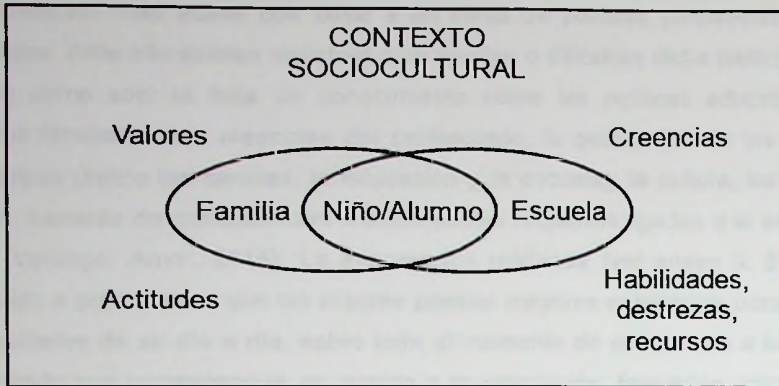 CONTEXTO
SOCIOCULTURAL
Valores
Creencias
Familia
Niño/Alumno
Escuela
Actitudes
Habilidades,
destrezas,
recursos